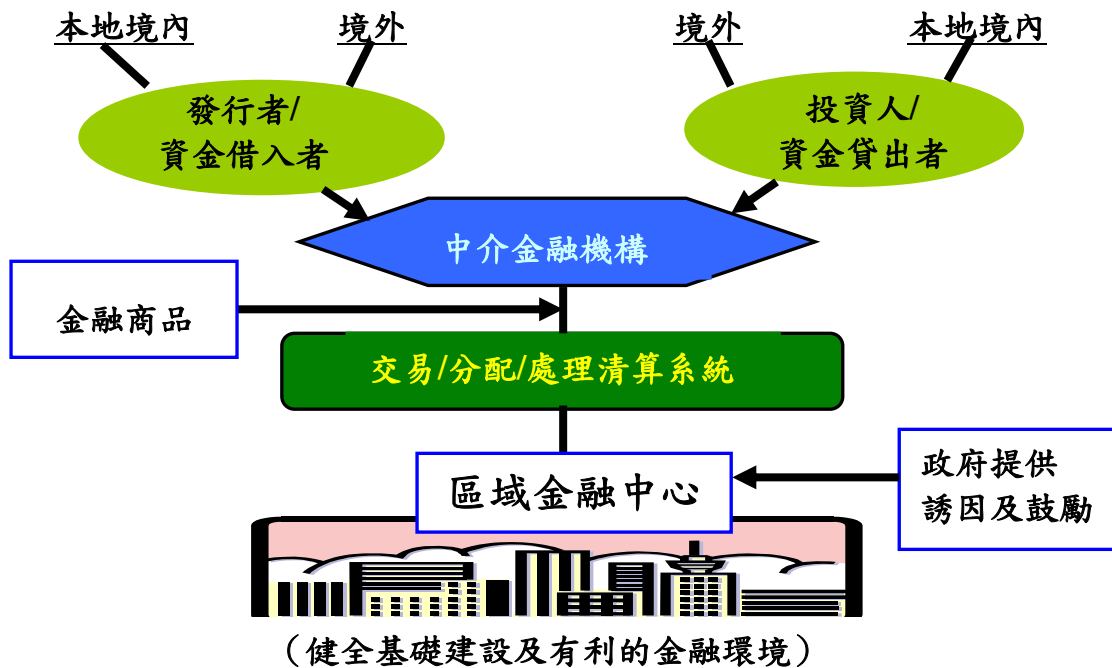 本地境內
境外
境外
本地境內
發行者/
資金借入者
投資人/
資金貸出者
中介金融機構
金融商品
交易/分配/處理清算系統
區域金融中心
政府提供
誘因及鼓勵
（健全基礎建設及有利的金融環境）